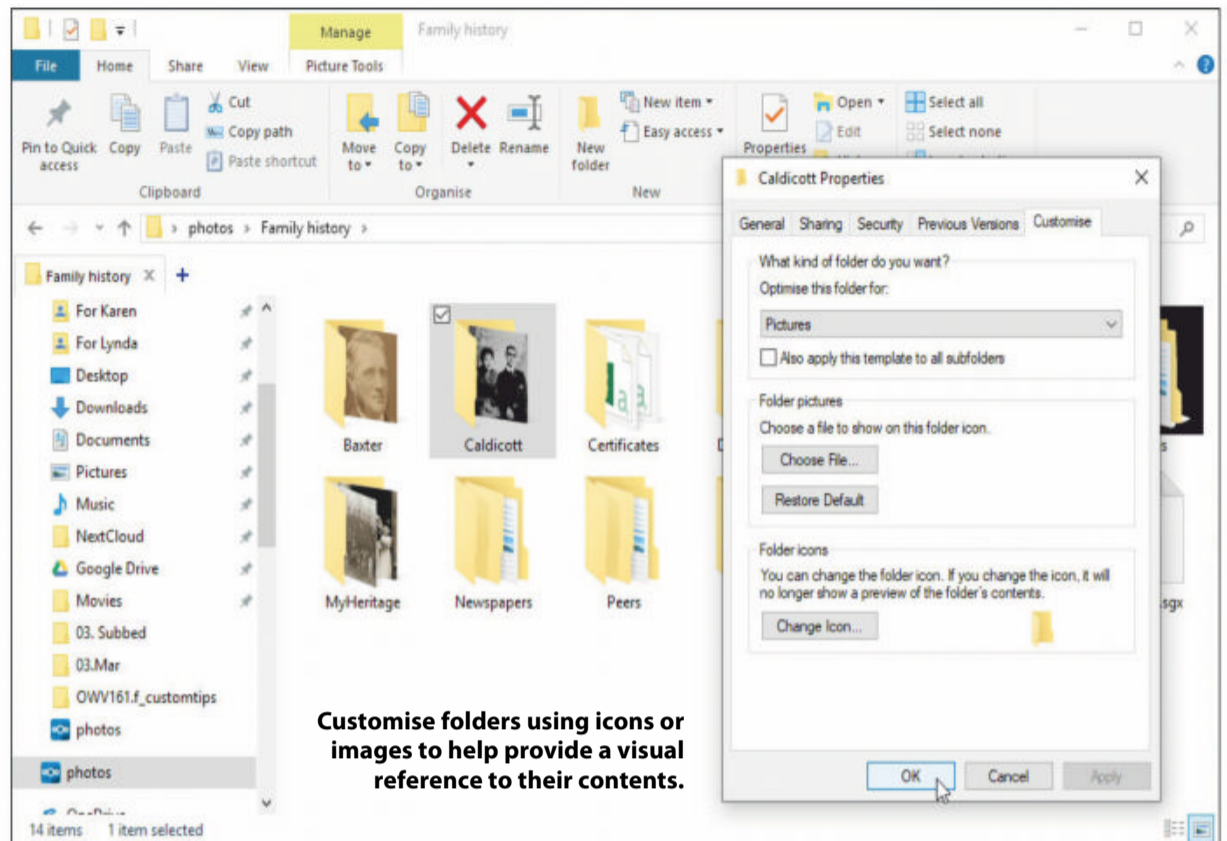 Manage
Family history
File
Home
Share
View
Picture Tools
Pin to Quick
access
Copy
Paste
Cut
Copy path
Paste shortcut
Clipboard
Move
to
Copy
to
Delete
Rename
Organise
New
folder
New item
Easy access
New
Properties
Open
Edit
Select all
Select none
photos > Family history >
Family history
For Karen
For Lynda
Desktop
Downloads
Documents
Pictures
Music
NextCloud
Google Drive
Movies
03. Subbed
03.Mar
OWV161.f_customtips
photos
photos
14 items
1 item selected
Baxter
Caldicott
Certificates
MyHeritage
Newspapers
Peers
.sgx
Caldicott Properties
General
Sharing
Security
Previous Versions
Customise
What kind of folder do you want?
Optimise this folder for:
Pictures
Also apply this template to all subfolders
Folder pictures
Choose a file to show on this folder icon.
Choose File...
Restore Default
Folder icons
You can change the folder icon. If you change the icon, it will
no longer show a preview of the folder's contents.
Change Icon...
OK
Cancel
Apply
Customise folders using icons or
images to help provide a visual
reference to their contents.